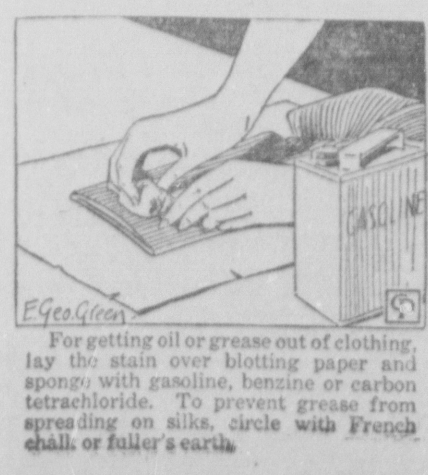 GASOLINE
E. Geo. Green
For getting oil or grease out of clothing,
lay the stain over blotting paper and
sponge with gasoline, benzine or carbon
tetrachloride. To prevent grease from
spreading on silks, circle with French
chalk or fuller's earth.